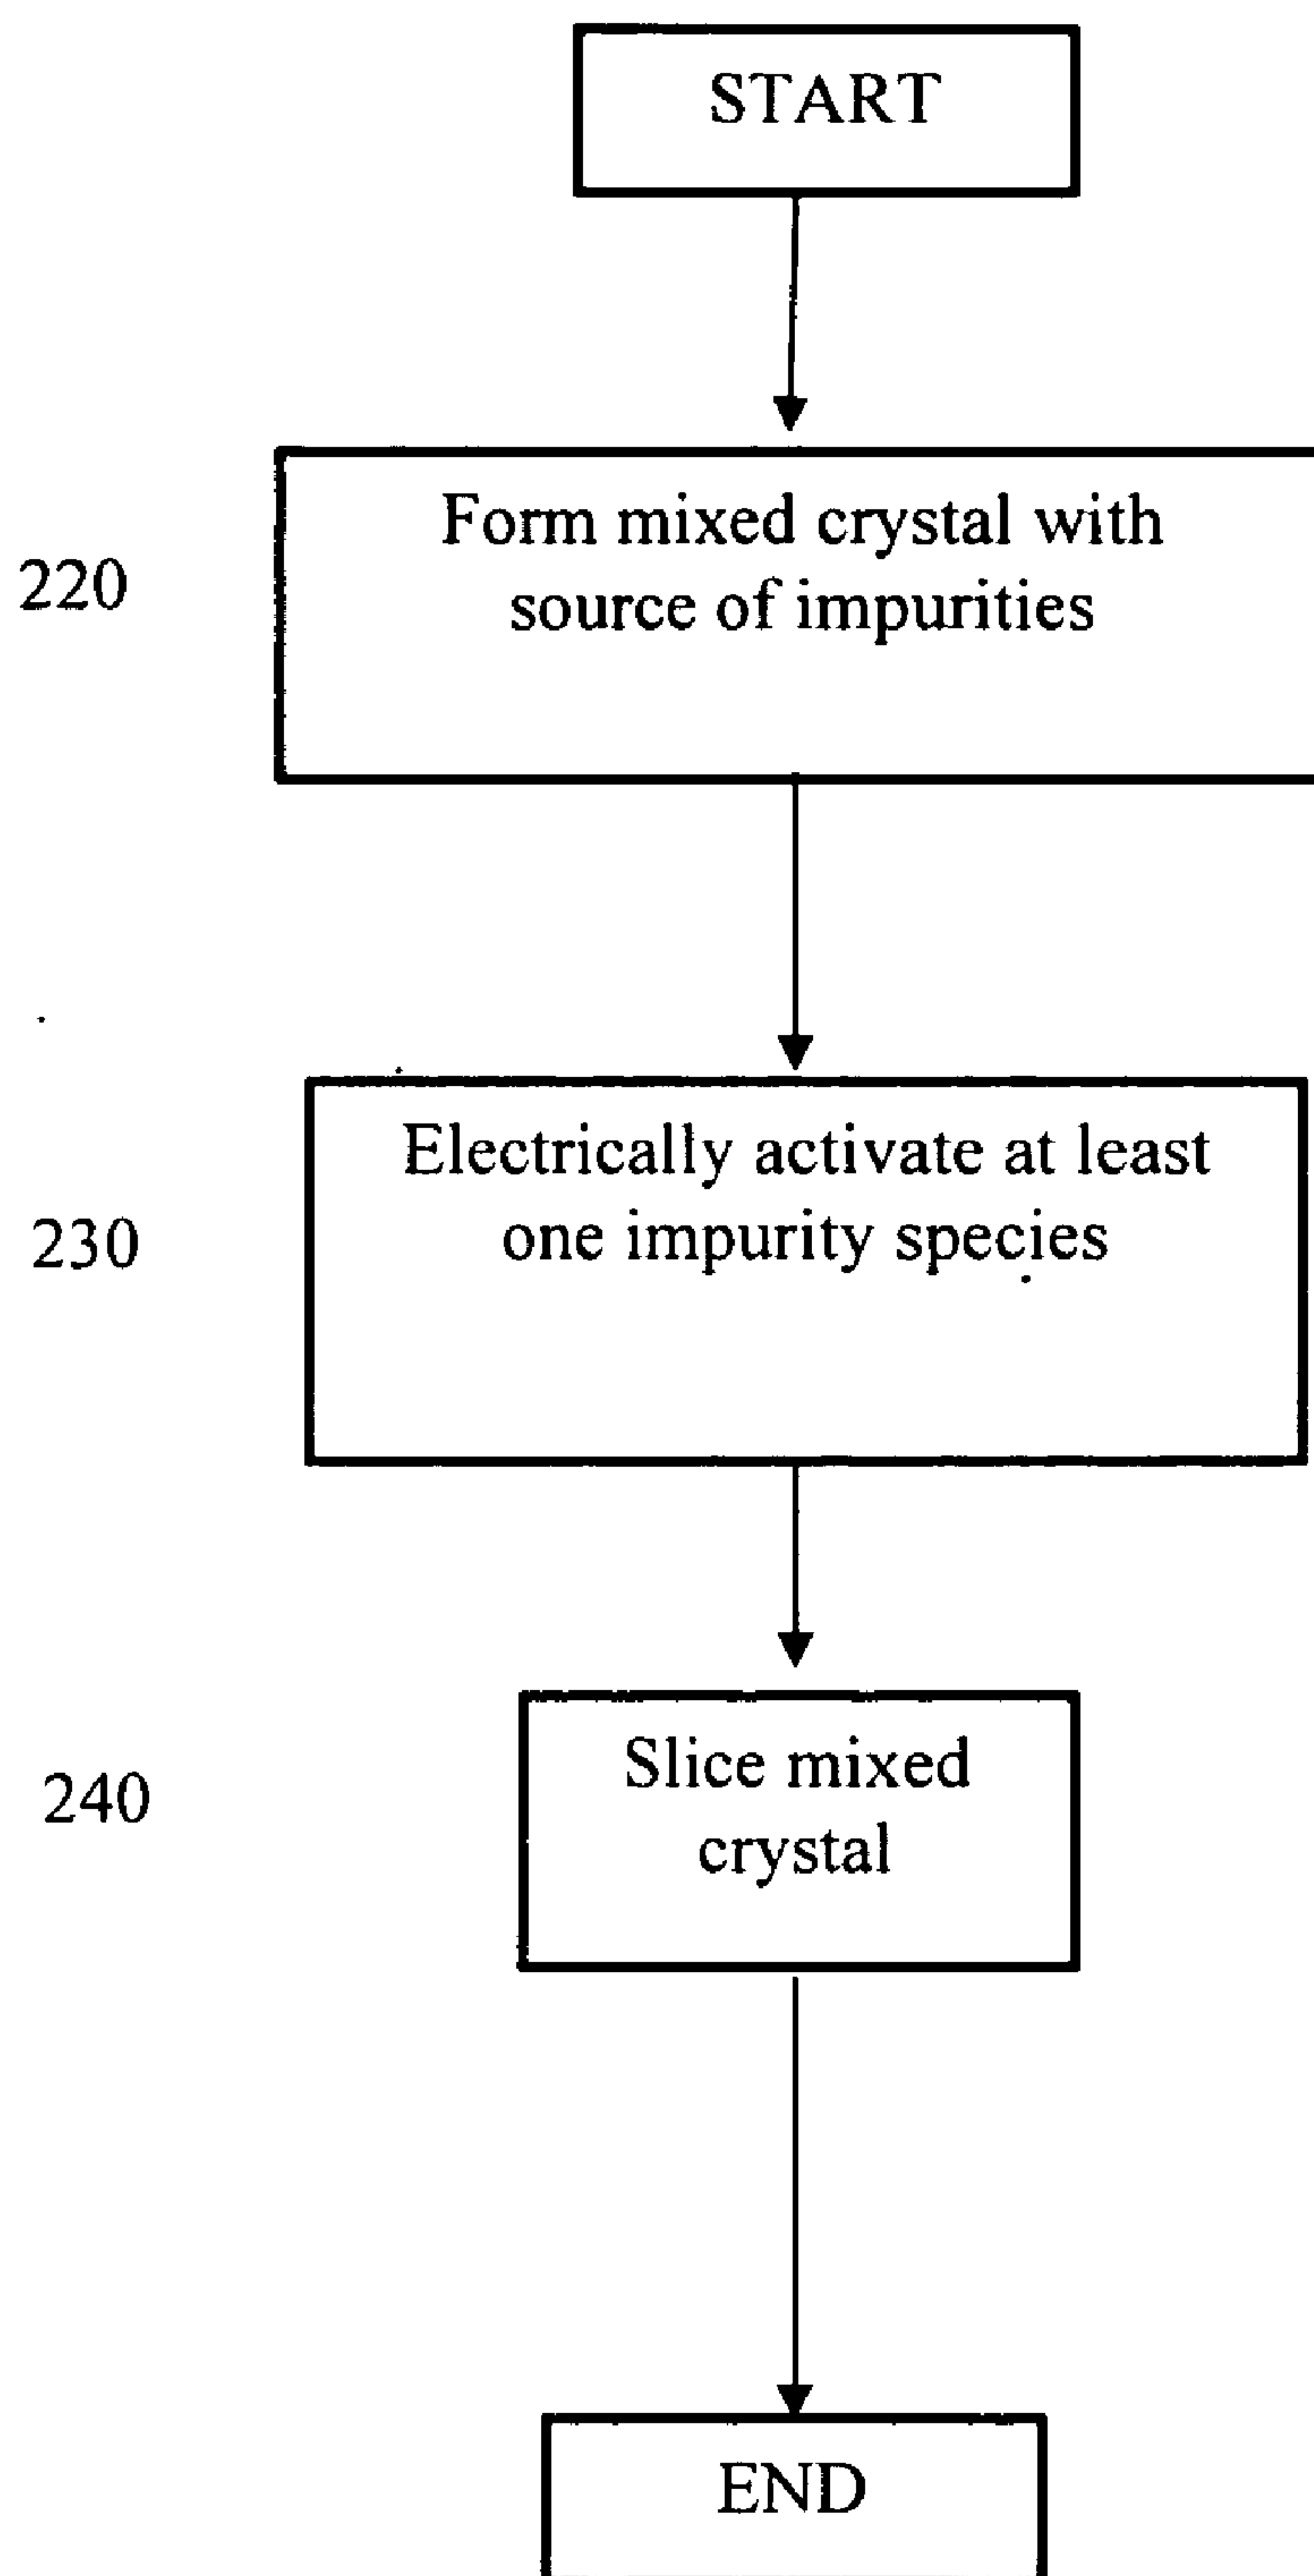 START
220
Form mixed crystal with
source of impurities
230
Electrically activate at least
one impurity species
240
Slice mixed
crystal
END